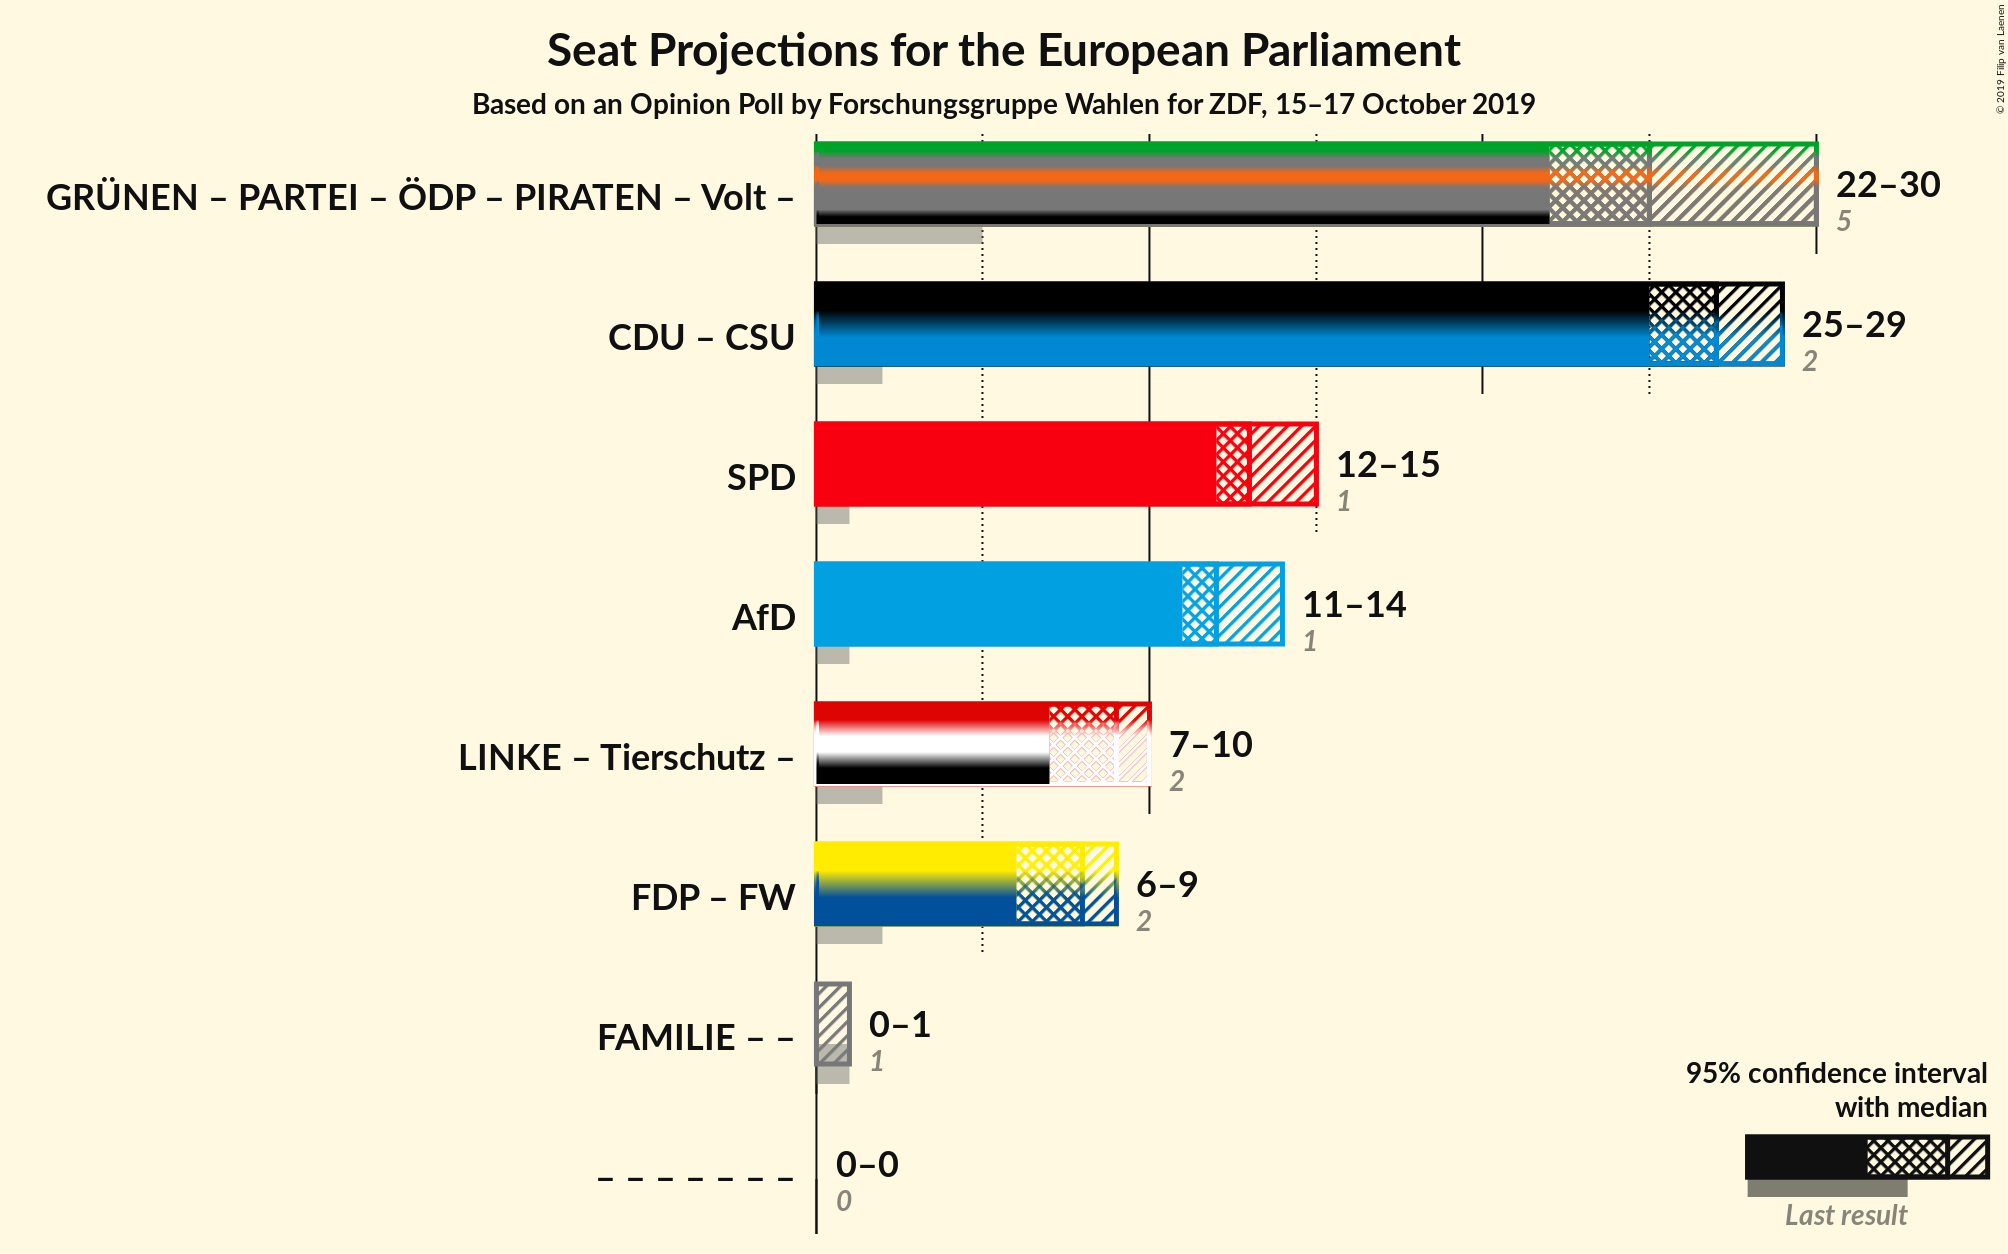 Seat Projections for the European Parliament
Based on an Opinion Poll by Forschungsgruppe Wahlen for ZDF, 15–17 October 2019
© 2019 Filip van Laenen
GRÜNEN – PARTEI – ÖDP – PIRATEN – Volt –
22–30
5
CDU – CSU
25–29
2
SPD
12–15
1
AfD
11–14
1
LINKE – Tierschutz –
7–10
2
FDP – FW
6–9
2
FAMILIE – –
0–1
1
– – – – – – –
0–0
0
95% confidence interval
with median
Last result